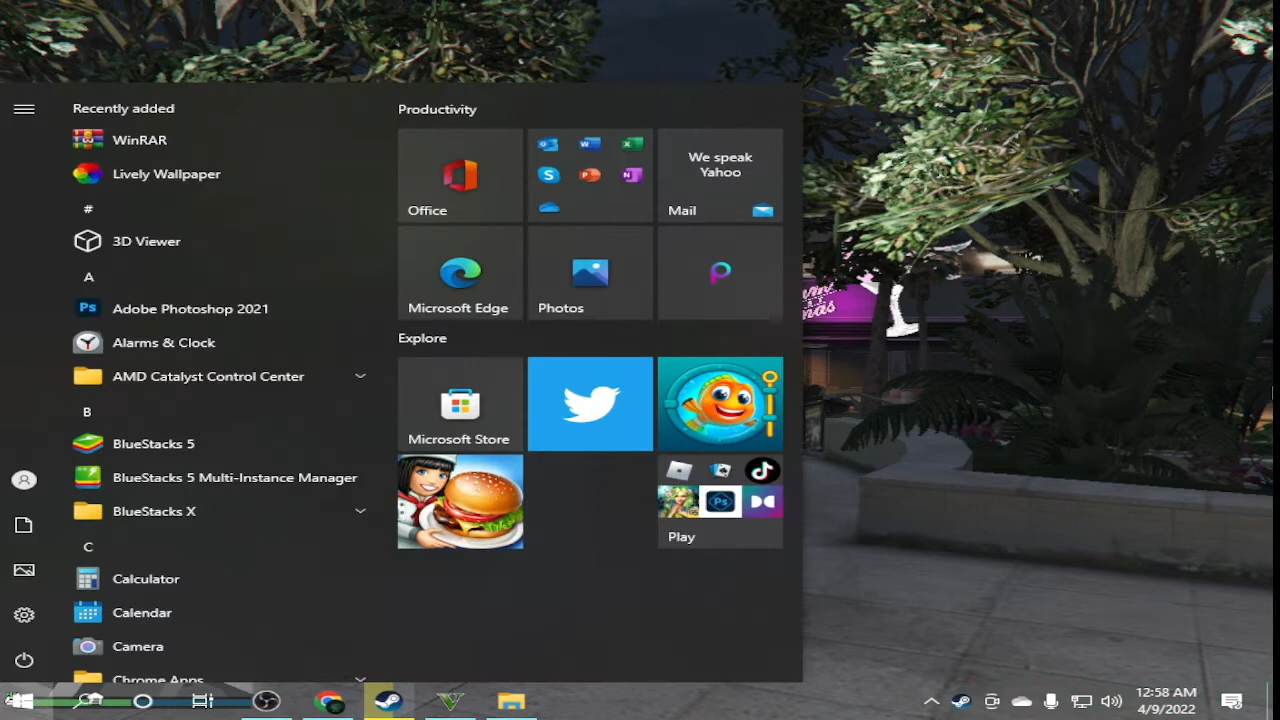 Recently added
WinRAR
Lively Wallpaper
#
3D Viewer
A
Ps
Adobe Photoshop 2021
Alarms & Clock
AMD Catalyst Control Center
B
BlueStacks 5
BlueStacks 5 Multi-Instance Manager
BlueStacks X
C
Calculator
Calendar
Camera
Chrome Apps
Productivity
Office
We speak
Yahoo
Mail
Microsoft Edge
Photos
Explore
Microsoft Store
Ps
Play
12:58 AM
4/9/2022